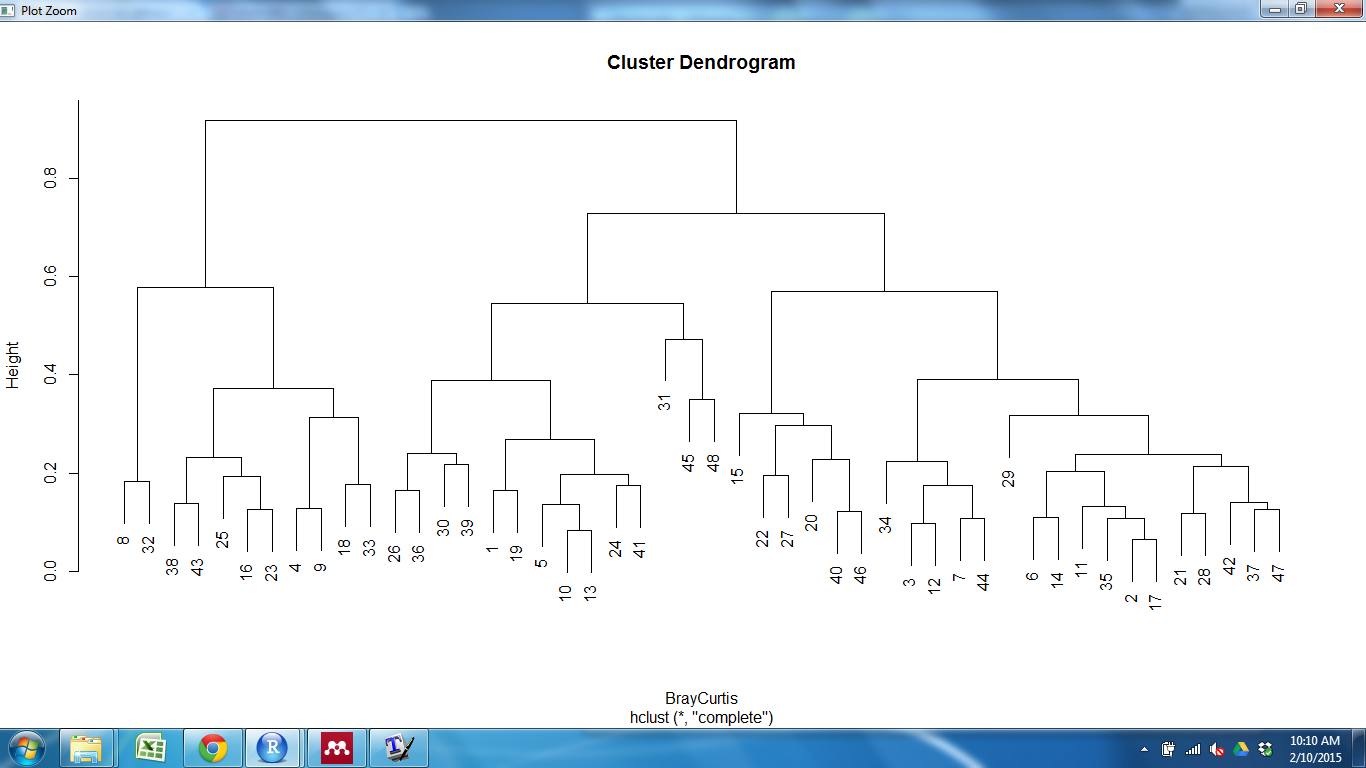 Plot Zoom
Cluster Dendrogram
Height
0.0 0.2 0.4 0.6 0.8
8 32 38 43 25 16 23 4 9 18 33 26 36 30 39 1 19 5 10 13 24 41 31 45 48 15 22 27 20 40 46 34 3 12 7 44 29 6 14 11 35 2 17 21 28 42 37 47
BrayCurtis
hclust (*, "complete")
10:10 AM
2/10/2015